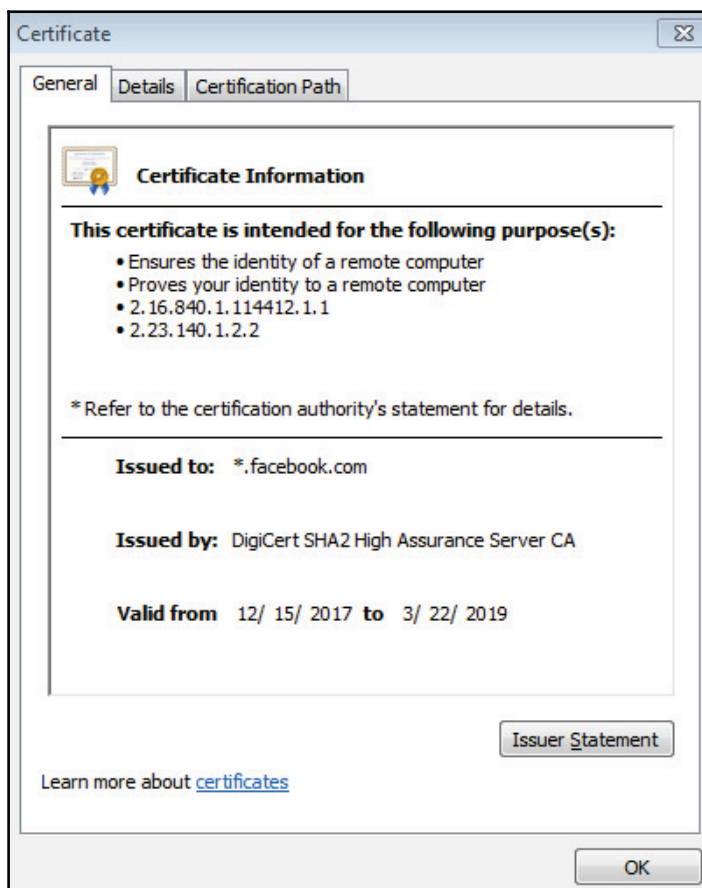 Certificate
General Details Certification Path
Certificate Information
This certificate is intended for the following purpose(s):
• Ensures the identity of a remote computer
• Proves your identity to a remote computer
• 2.16.840.1.114412.1.1
• 2.23.140.1.2.2
* Refer to the certification authority's statement for details.
Issued to: *.facebook.com
Issued by: DigiCert SHA2 High Assurance Server CA
Valid from 12/ 15/ 2017 to 3/ 22/ 2019
Issuer Statement
Learn more about certificates
OK